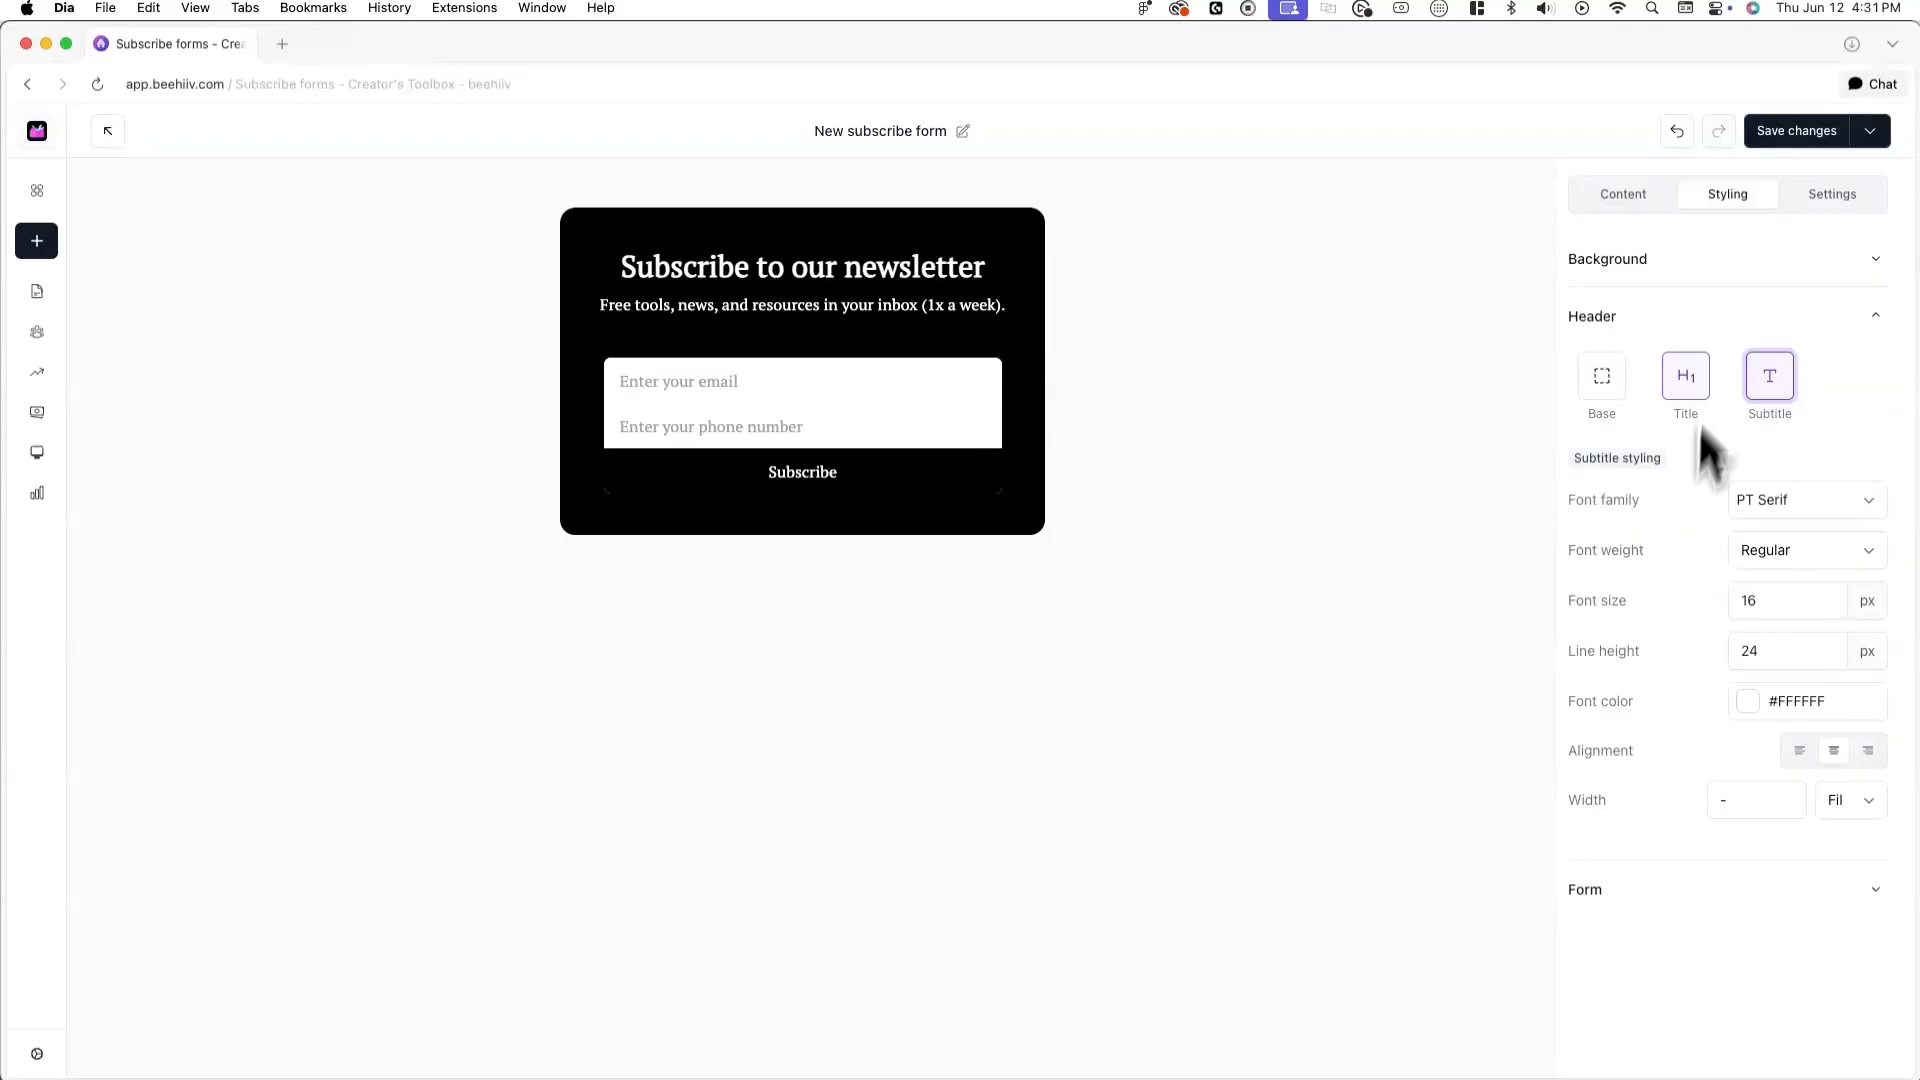 Dia File Edit View Tabs Bookmarks History Extensions Window Help Thu Jun 12 4:31 PM
Subscribe forms - Crea
app.beehiiv.com / Subscribe forms - Creator's Toolbox - beehiiv Chat
New subscribe form Save changes
Content Styling Settings
Background
Header
H1 T
Base Title Subtitle
Subtitle styling
Font family PT Serif
Font weight Regular
Font size 16 px
Line height 24 px
Font color #FFFFFF
Alignment
Width - Fil
Form
Subscribe to our newsletter
Free tools, news, and resources in your inbox (1x a week).
Enter your email
Enter your phone number
Subscribe